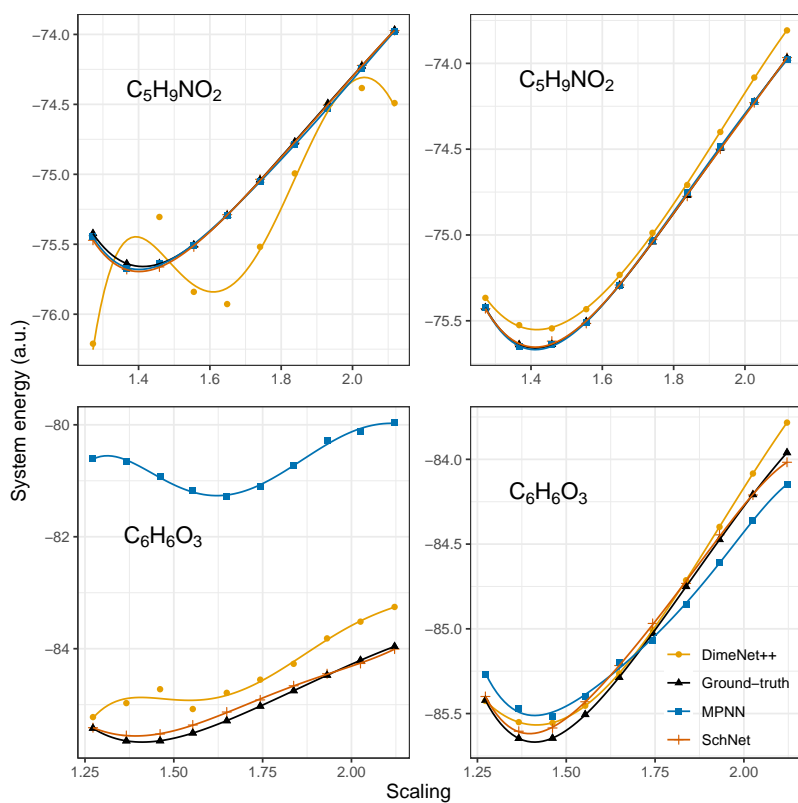 C5H9NO2
−74.0
−74.5
−75.0
−75.5
−76.0
1.4 1.6 1.8 2.0
C5H9NO2
−74.0
−74.5
−75.0
−75.5
1.4 1.6 1.8 2.0
System energy (a.u.)
C6H6O3
−80
−82
−84
1.25 1.50 1.75 2.00
C6H6O3
−84.0
−84.5
−85.0
−85.5
1.25 1.50 1.75 2.00
DimeNet++
Ground−truth
MPNN
SchNet
Scaling